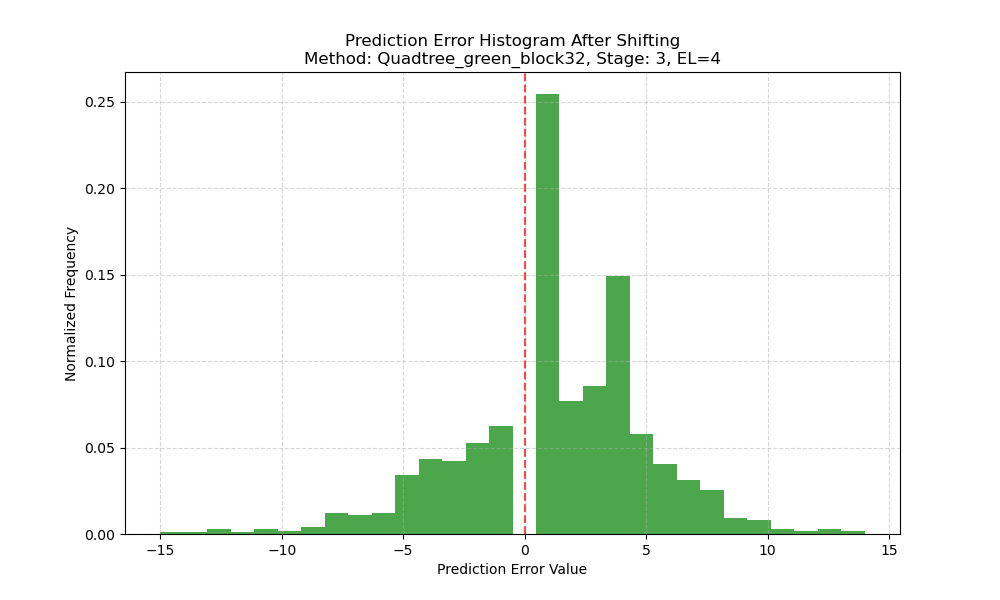 Prediction Error Histogram After Shifting
Method: Quadtree_green_block32, Stage: 3, EL=4
0.25
0.20
0.15
0.10
0.05
0.00
Normalized Frequency
−15 −10 −5 0 5 10 15
Prediction Error Value